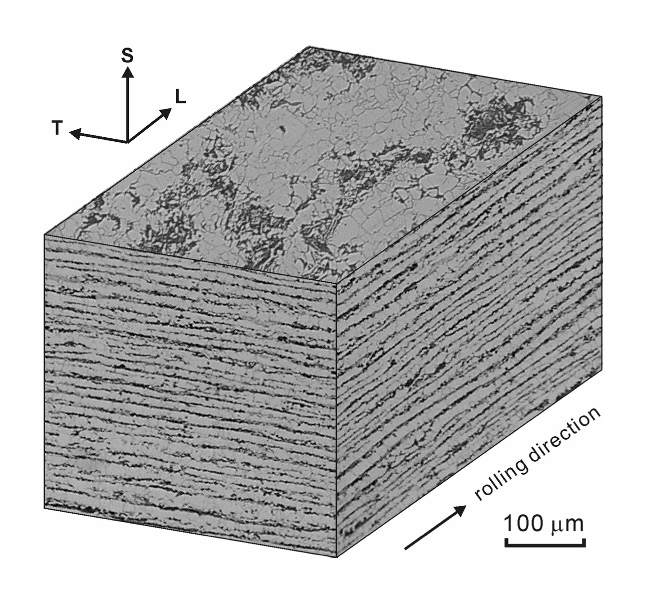 S
L
T
rolling direction
100 μm